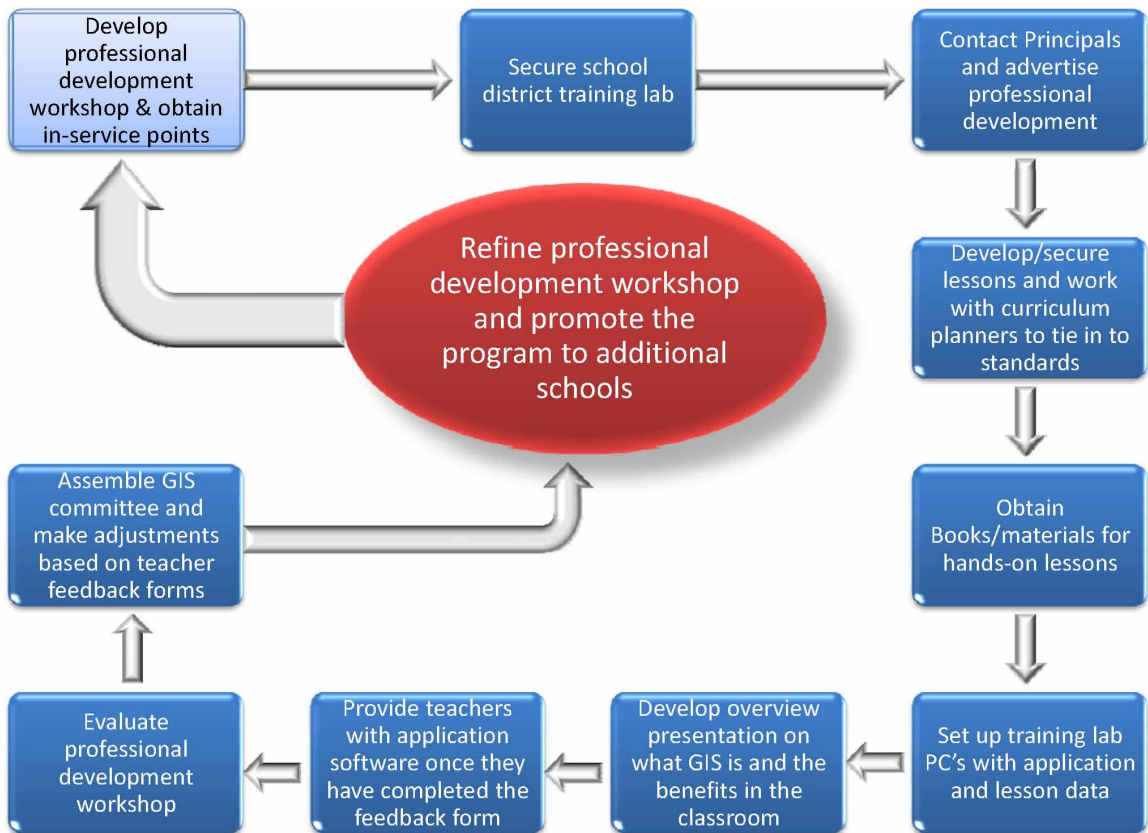 Develop
professional
development
workshop & obtain
in-service points
Secure school
district training lab
Contact Principals
and advertise
professional
development
Develop/secure
lessons and work
with curriculum
planners to tie in to
standards
Obtain
Books/materials for
hands-on lessons
Set up training lab
PC's with application
and lesson data
Develop overview
presentation on
what GIS is and the
benefits in the
classroom
Provide teachers
with application
software once they
have completed the
feedback form
Evaluate
professional
development
workshop
Assemble GIS
committee and
make adjustments
based on teacher
feedback forms
Refine professional
development workshop
and promote the
program to additional
schools